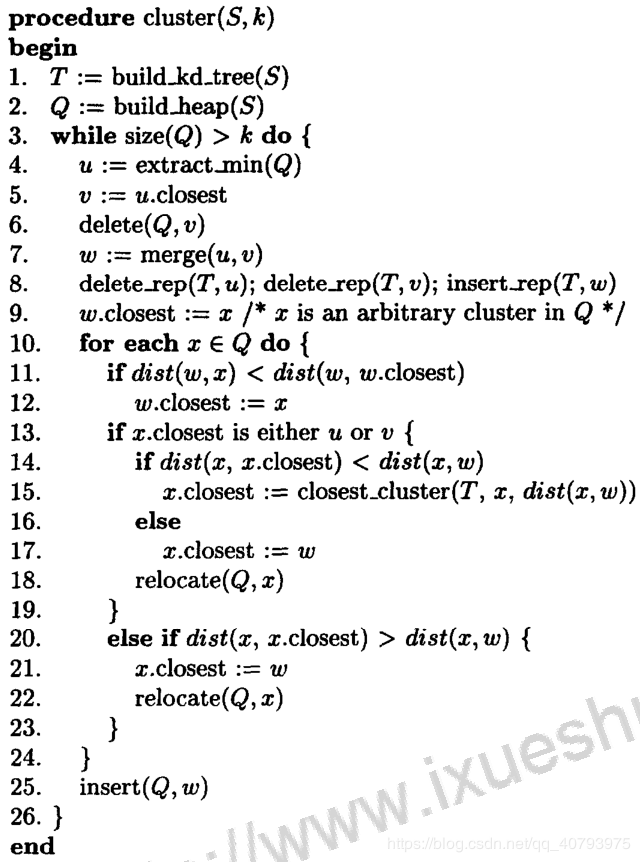 procedure cluster(S, k)
begin
1. T := build_kd_tree(S)
2. Q := build_heap(S)
3. while size(Q) > k do {
4. u := extract_min(Q)
5. v := u.closest
6. delete(Q, v)
7. w := merge(u, v)
8. delete_rep(T, u); delete_rep(T, v); insert_rep(T, w)
9. w.closest := x /* x is an arbitrary cluster in Q */
10. for each x ∈ Q do {
11. if dist(w, x) < dist(w, w.closest)
12. w.closest := x
13. if x.closest is either u or v {
14. if dist(x, x.closest) < dist(x, w)
15. x.closest := closest_cluster(T, x, dist(x, w))
16. else
17. x.closest := w
18. relocate(Q, x)
19. }
20. else if dist(x, x.closest) > dist(x, w) {
21. x.closest := w
22. relocate(Q, x)
23. }
24. }
25. insert(Q, w)
26. }
end
://www.ixueshu
https://blog.csdn.net/qq_40793975